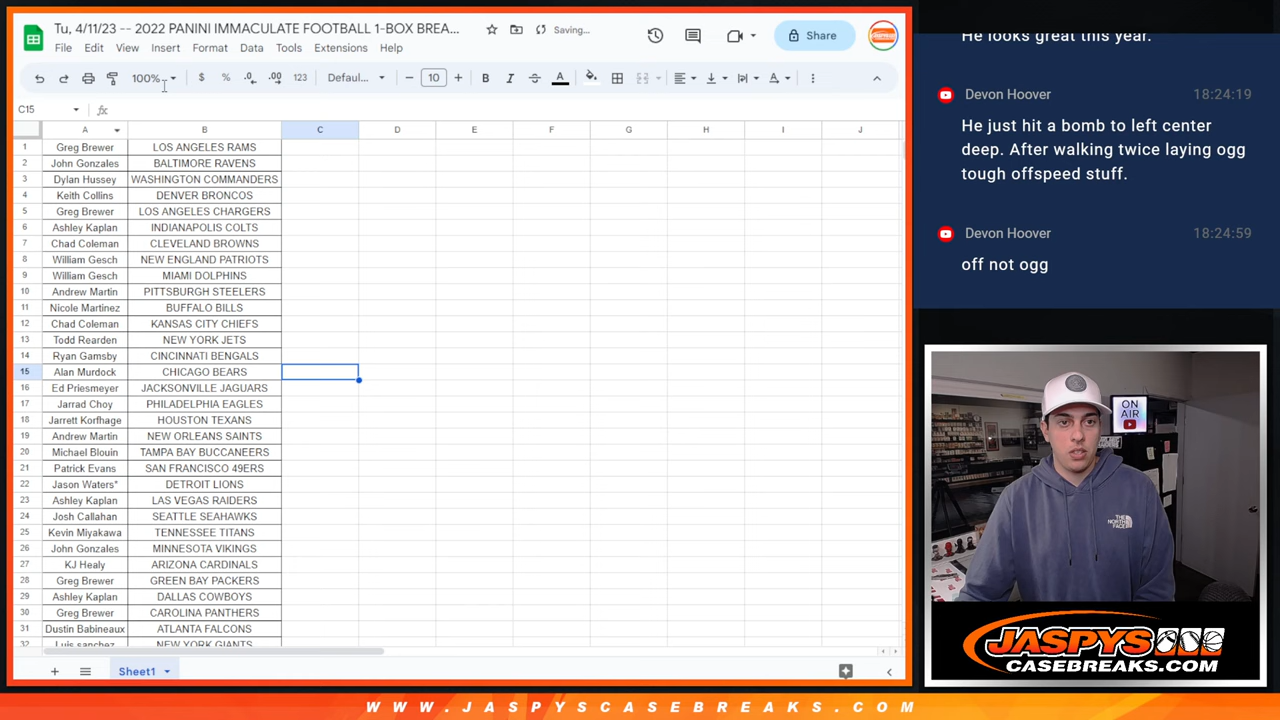 Tu, 4/11/23 -- 2022 PANINI IMMACULATE FOOTBALL 1-BOX BREA...
Saving...
Share
File Edit View Insert Format Data Tools Extensions Help
100% $ % .0 .00 123 Defaul... 10 B I S A
C15 fx
A B C D E F G H I J
1 Greg Brewer LOS ANGELES RAMS
2 John Gonzales BALTIMORE RAVENS
3 Dylan Hussey WASHINGTON COMMANDERS
4 Keith Collins DENVER BRONCOS
5 Greg Brewer LOS ANGELES CHARGERS
6 Ashley Kaplan INDIANAPOLIS COLTS
7 Chad Coleman CLEVELAND BROWNS
8 William Gesch NEW ENGLAND PATRIOTS
9 William Gesch MIAMI DOLPHINS
10 Andrew Martin PITTSBURGH STEELERS
11 Nicole Martinez BUFFALO BILLS
12 Chad Coleman KANSAS CITY CHIEFS
13 Todd Rearden NEW YORK JETS
14 Ryan Gamsby CINCINNATI BENGALS
15 Alan Murdock CHICAGO BEARS
16 Ed Priesmeyer JACKSONVILLE JAGUARS
17 Jarrad Choy PHILADELPHIA EAGLES
18 Jarrett Korfhage HOUSTON TEXANS
19 Andrew Martin NEW ORLEANS SAINTS
20 Michael Blouin TAMPA BAY BUCCANEERS
21 Patrick Evans SAN FRANCISCO 49ERS
22 Jason Waters* DETROIT LIONS
23 Ashley Kaplan LAS VEGAS RAIDERS
24 Josh Callahan SEATTLE SEAHAWKS
25 Kevin Miyakawa TENNESSEE TITANS
26 John Gonzales MINNESOTA VIKINGS
27 KJ Healy ARIZONA CARDINALS
28 Greg Brewer GREEN BAY PACKERS
29 Ashley Kaplan DALLAS COWBOYS
30 Greg Brewer CAROLINA PANTHERS
31 Dustin Babineaux ATLANTA FALCONS
32 Luis sanchez NEW YORK GIANTS
Sheet1
He looks great this year.
Devon Hoover 18:24:19
He just hit a bomb to left center
deep. After walking twice laying ogg
tough offspeed stuff.
Devon Hoover 18:24:59
off not ogg
ON
AIR
THE
NORTH
FACE
JASPYS
CASEBREAKS.COM
WWW.JASPYSCASEBREAKS.COM